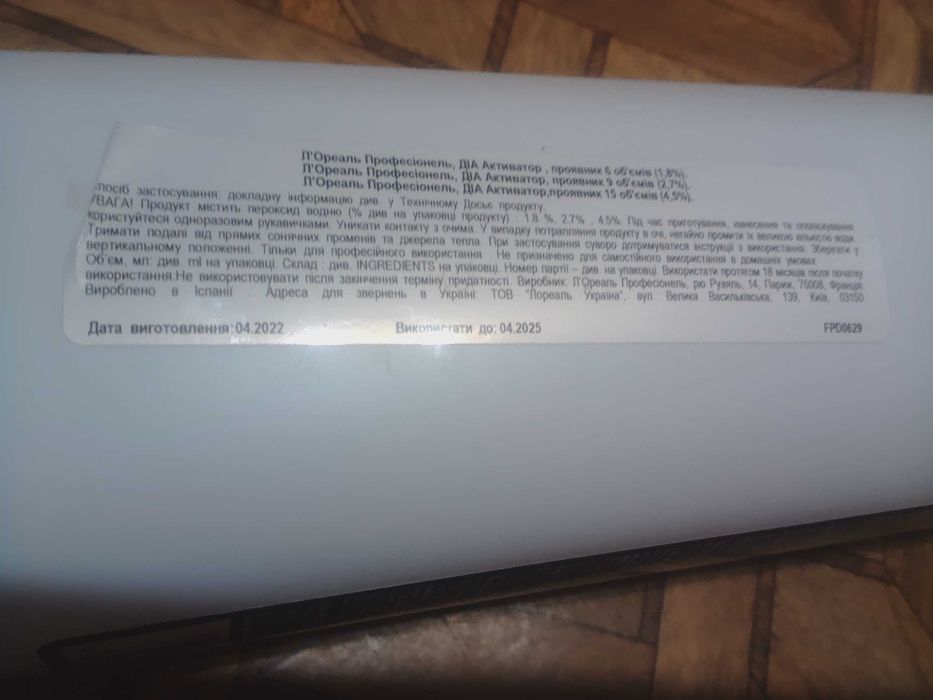 Л'Ореаль Професіонель, ДІА Активатор , проявник 6 об'ємів (1,8%).
Л'Ореаль Професіонель, ДІА Активатор, проявник 9 об'ємів (2,7%).
Л'Ореаль Професіонель, ДІА Активатор,проявник 15 об'ємів (4,5%).
посіб застосування: докладну інформацію див. у Технічному Досьє продукту.
УВАГА! Продукт містить пероксид водню (% див на упаковці продукту) : 1.8 %, 2.7% , 4.5%. Під час приготування, нанесення та ополіскування
користуйтеся одноразовим рукавичками. Уникати контакту з очима. У випадку потрапляння продукту в очі, негайно промити їх великою кількістю води.
Тримати подалі від прямих сонячних променів та джерела тепла. При застосування суворо дотримуватися інструкції з використання. Зберігати у
вертикальному положенні. Тільки для професійного використання . Не призначено для самостійного використання в домашніх умовах.
Об'єм, мл: див. ml на упаковці. Склад : див. INGREDIENTS на упаковці. Номер партії – див. на упаковці. Використати протягом 18 місяців після початку
використання.Не використовувати після закінчення терміну придатності. Виробник: Л'Ореаль Професіонель, рю Руаяль, 14, Париж, 75008, Франція.
Вироблено в Іспанії Адреса для звернень в Україні: ТОВ "Лореаль Україна", вул. Велика Васильківська, 139, Київ, 03150.
Дата виготовлення:04.2022 Використати до: 04.2025 FPD0629